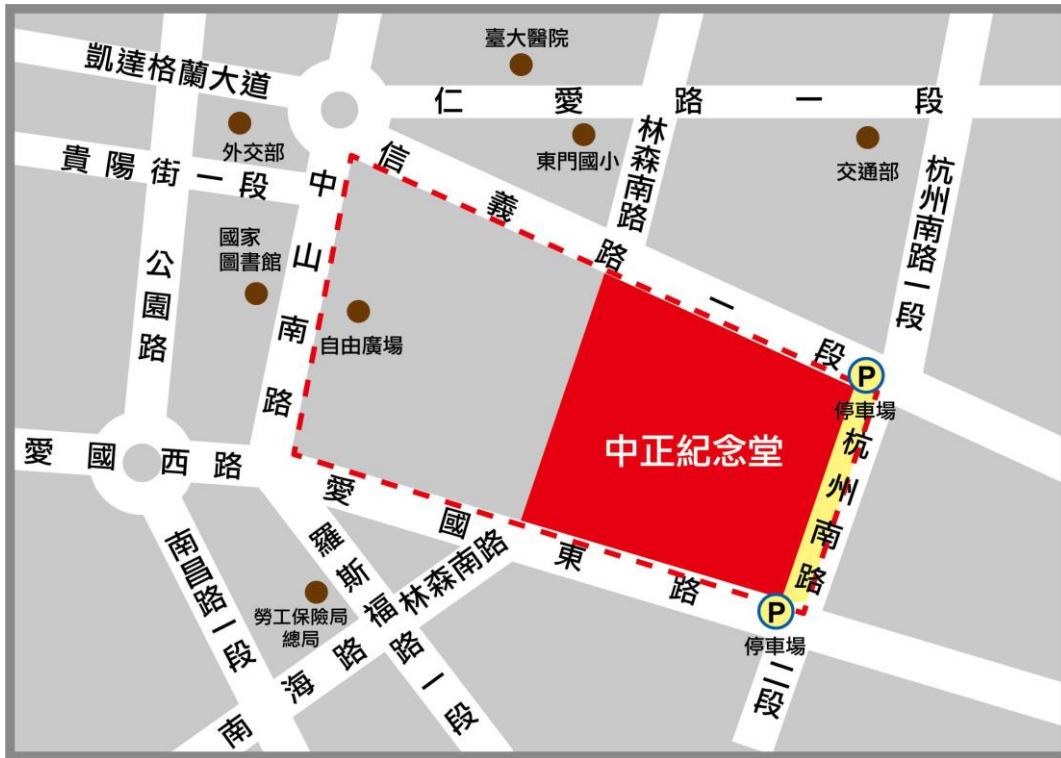 臺大醫院
凱達格蘭大道
仁愛路一段
外交部
東門國小
林森南路
交通部
杭州南路一段
貴陽街一段
中山南路
信義路一段
國家
圖書館
公園路
自由廣場
P
停車場
中正紀念堂
杭州南路
愛國西路
愛國東路
羅斯福路一段
南昌路一段
林森南路
勞工保險局
總局
南海路
P
停車場
二段